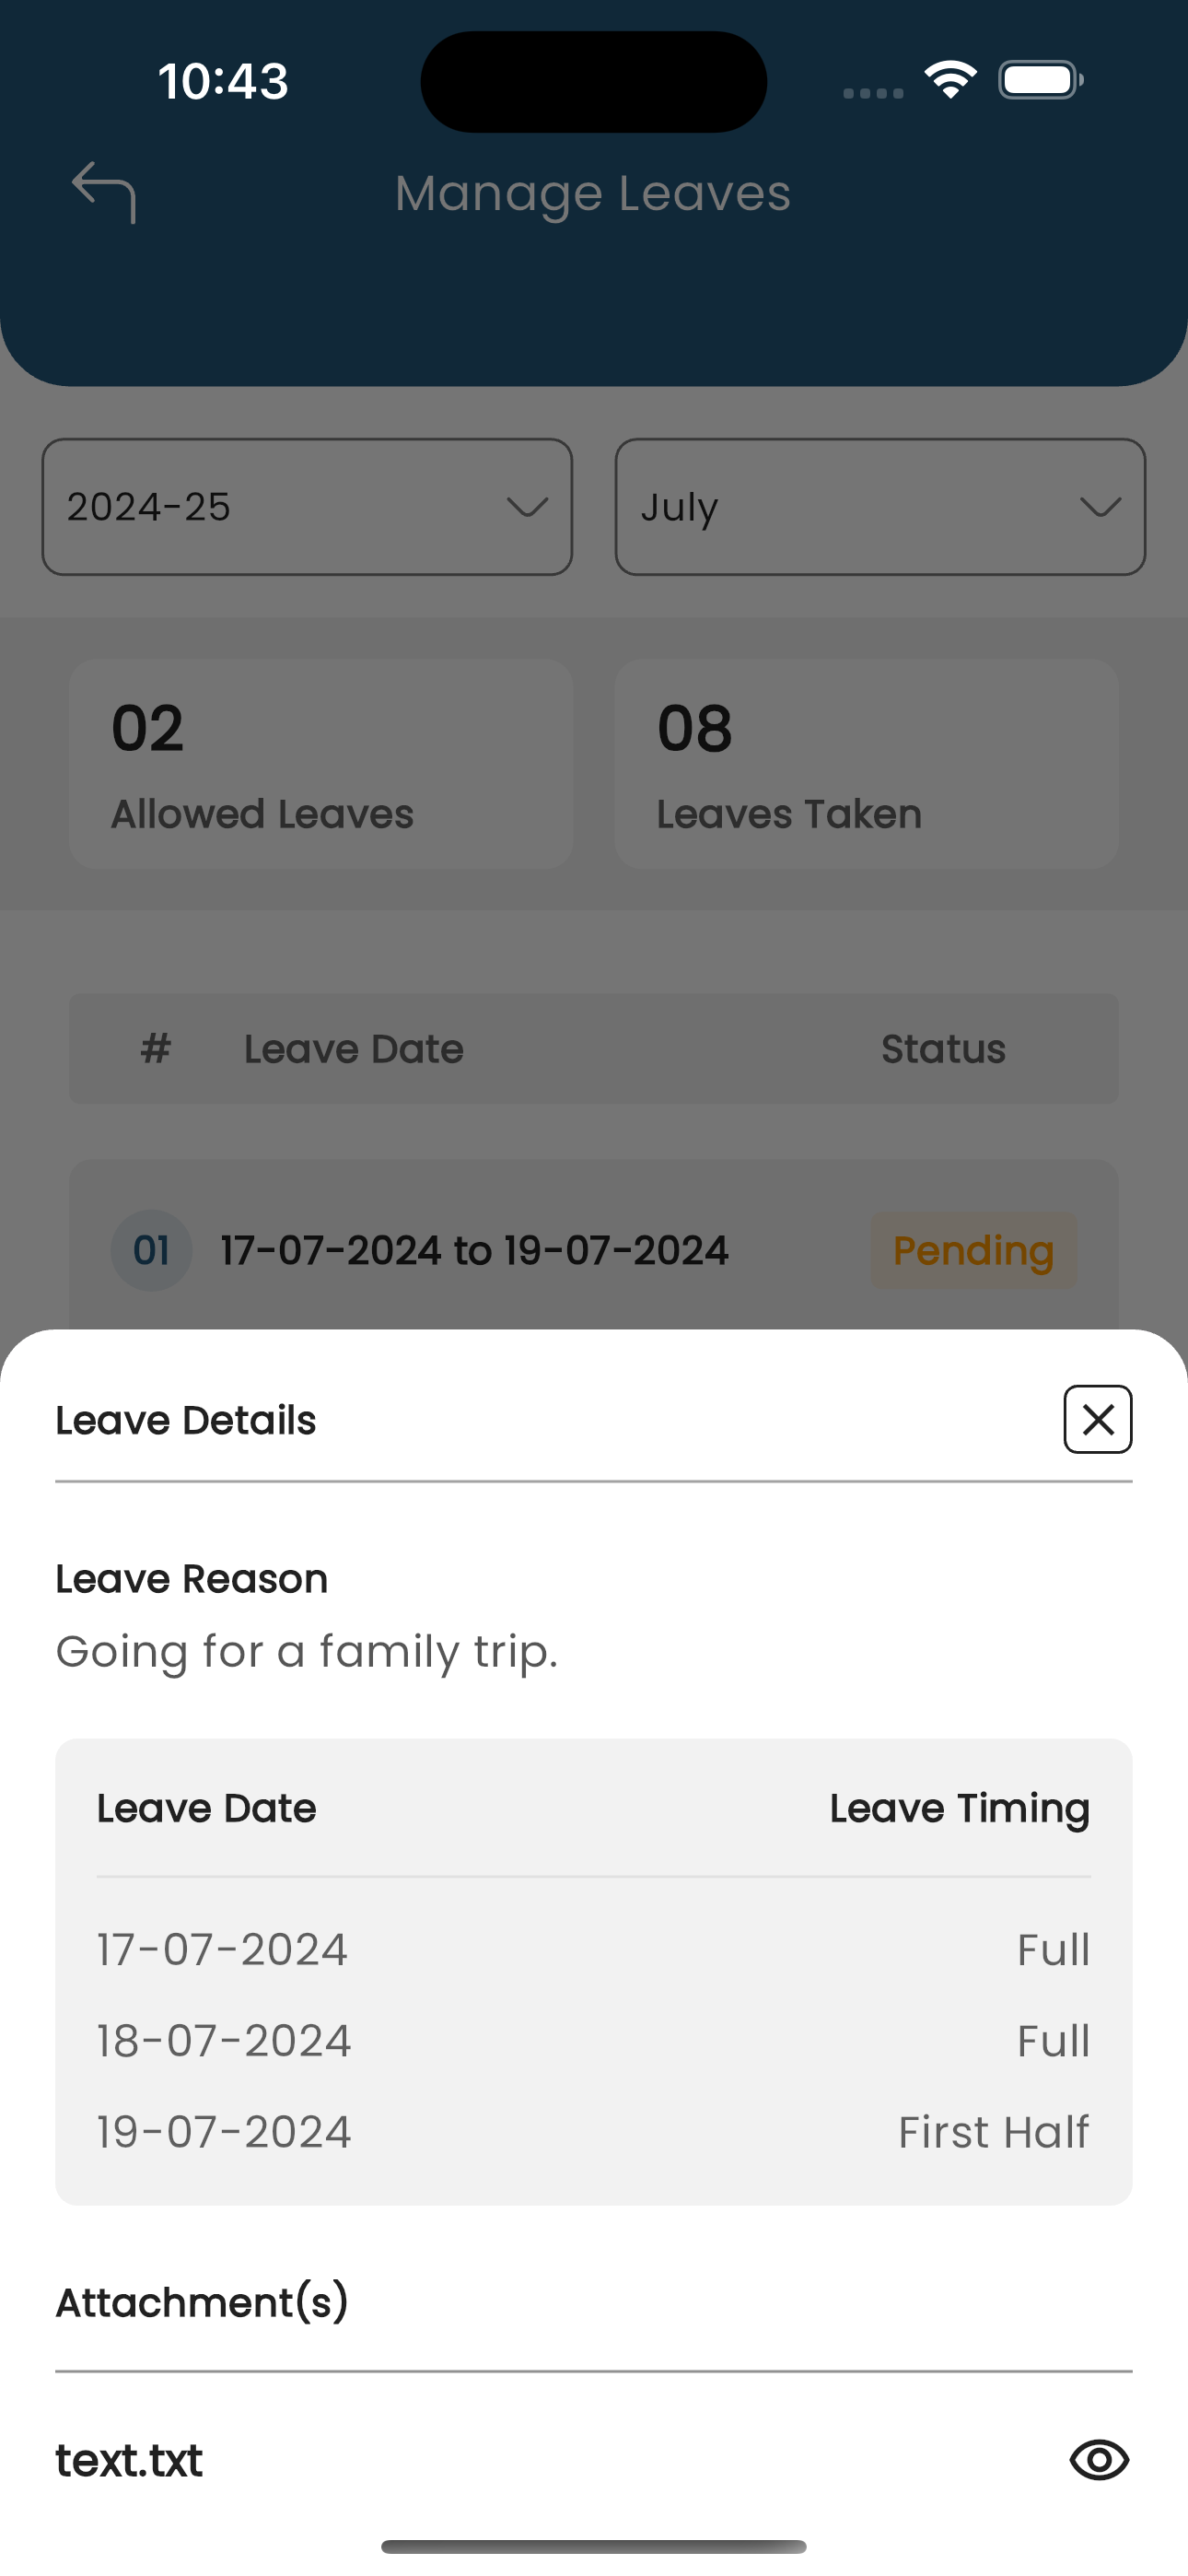 10:43
Manage Leaves
2024-25 July
02 08
Allowed Leaves Leaves Taken
# Leave Date Status
01 17-07-2024 to 19-07-2024 Pending
Leave Details
Leave Reason
Going for a family trip.
Leave Date Leave Timing
17-07-2024 Full
18-07-2024 Full
19-07-2024 First Half
Attachment(s)
text.txt